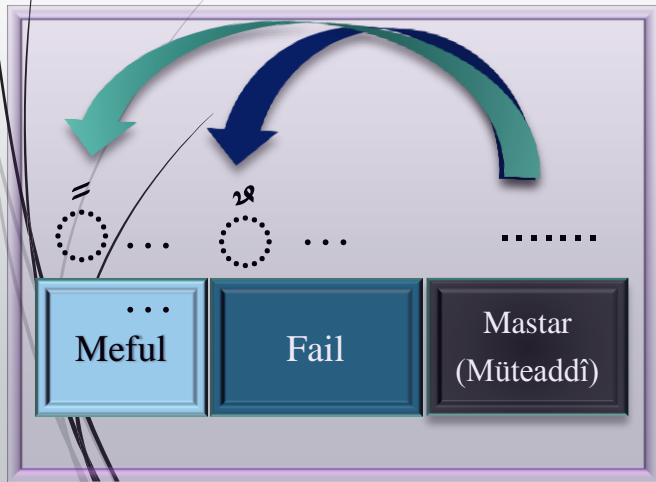 ◌ً ... ◌ٌ ... .......
...
Meful
Fail
Mastar
(Müteaddî)